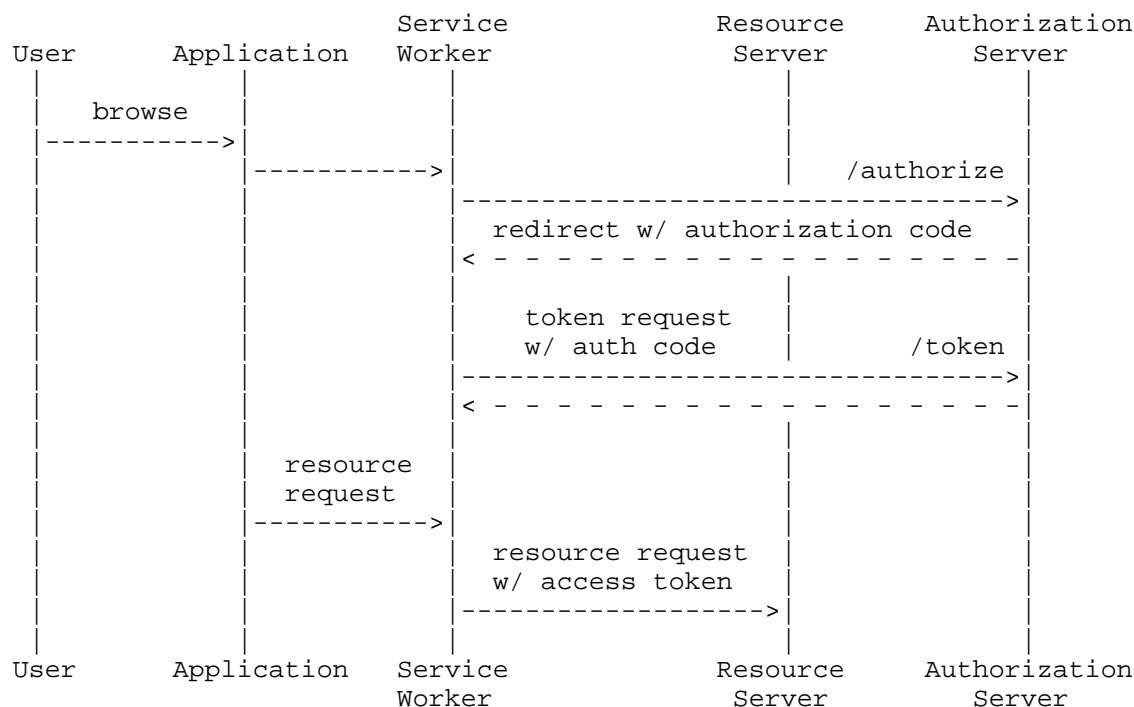 Service Resource Authorization
User Application Worker Server Server
browse
/authorize
redirect w/ authorization code
token request
w/ auth code /token
resource
request
resource request
w/ access token
User Application Service Resource Authorization
Worker Server Server